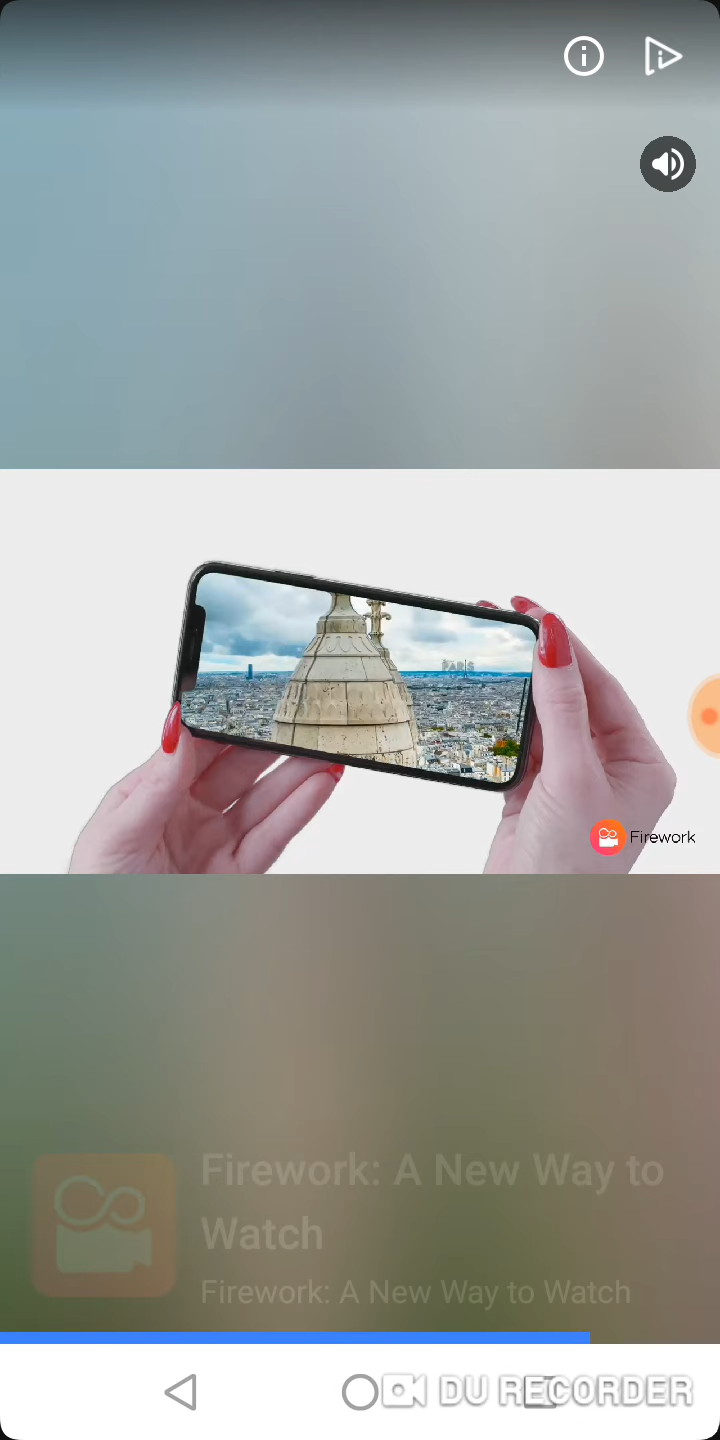 PARIS
Firework
Firework: A New Way to
Watch
Firework: A New Way to Watch
DU RECORDER